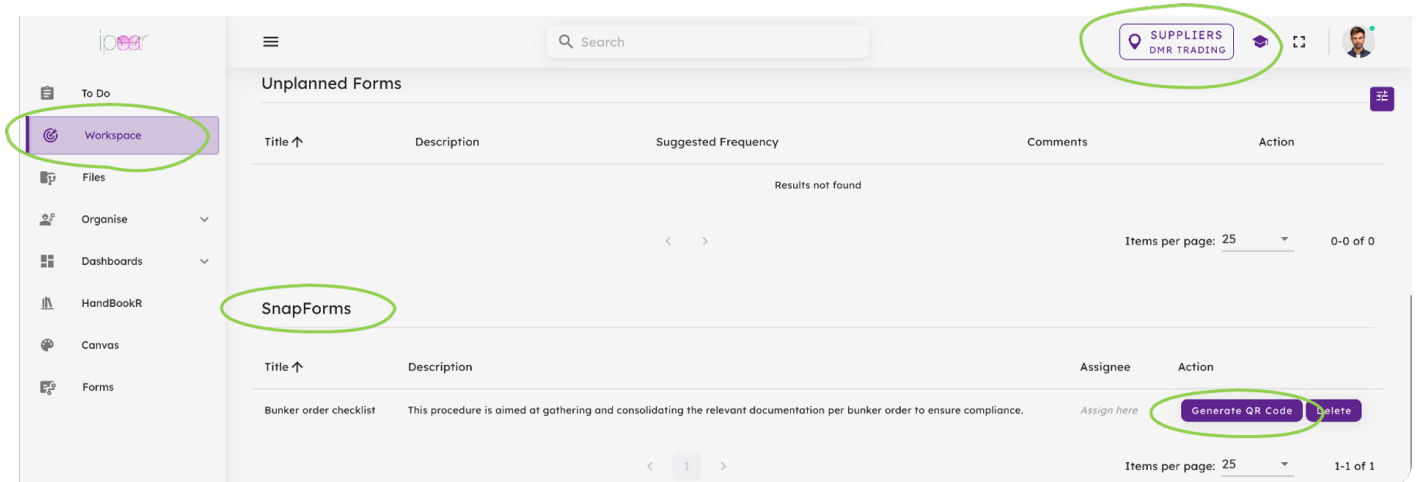 Search
SUPPLIERS
DMR TRADING
To Do
Workspace
Files
Organise
Dashboards
HandBookR
Canvas
Forms
Unplanned Forms
Title Description Suggested Frequency Comments Action
Results not found
Items per page: 25 0-0 of 0
SnapForms
Title Description Assignee Action
Bunker order checklist This procedure is aimed at gathering and consolidating the relevant documentation per bunker order to ensure compliance. Assign here Generate QR Code Delete
1 Items per page: 25 1-1 of 1